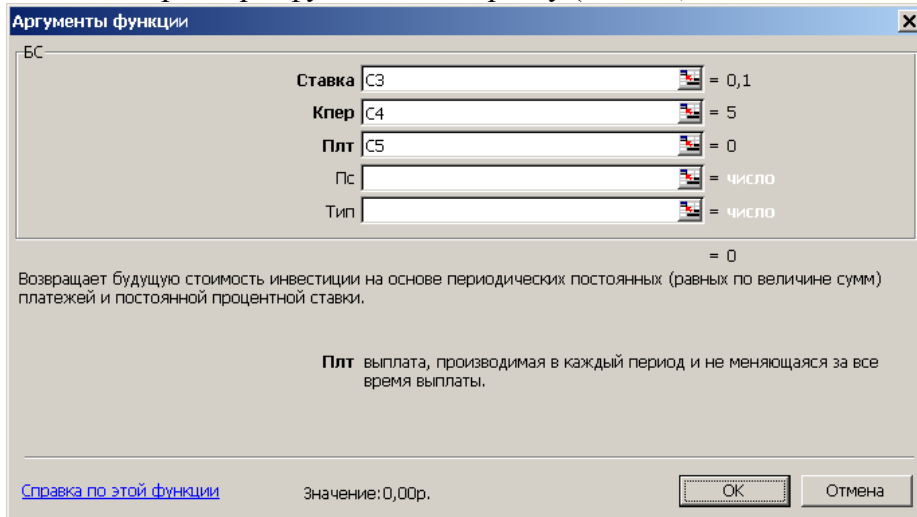 Аргументы функции
БС
Ставка C3 = 0,1
Кпер C4 = 5
Плт C5 = 0
Пс = число
Тип = число
= 0
Возвращает будущую стоимость инвестиции на основе периодических постоянных (равных по величине сумм)
платежей и постоянной процентной ставки.
Плт выплата, производимая в каждый период и не меняющаяся за все
время выплаты.
Справка по этой функции Значение:0,00р. ОК Отмена